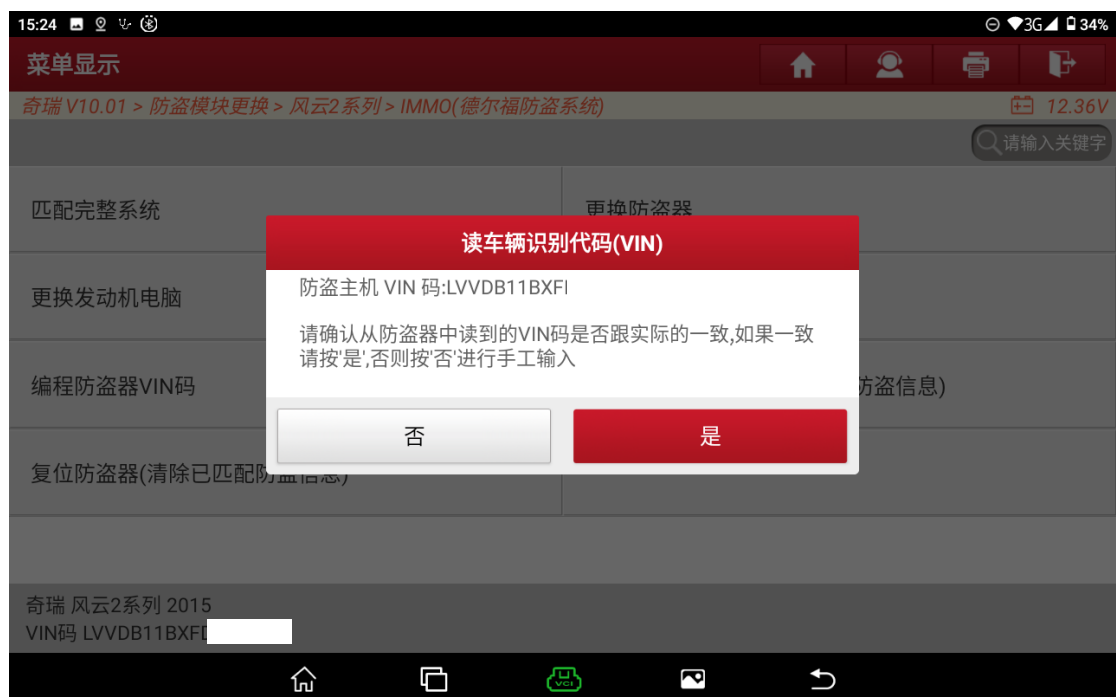 15:24
3G 34%
菜单显示
奇瑞 V10.01 > 防盗模块更换 > 风云2系列 > IMMO(德尔福防盗系统)
12.36V
请输入关键字
匹配完整系统
更换防盗器
读车辆识别代码(VIN)
防盗主机 VIN 码:LVVDB11BXF
更换发动机电脑
请确认从防盗器中读到的VIN码是否跟实际的一致,如果一致
请按'是',否则按'否'进行手工输入
编程防盗器VIN码
防盗信息)
否
是
复位防盗器(清除已匹配防盗信息)
奇瑞 风云2系列 2015
VIN码 LVVDB11BXF
VCI